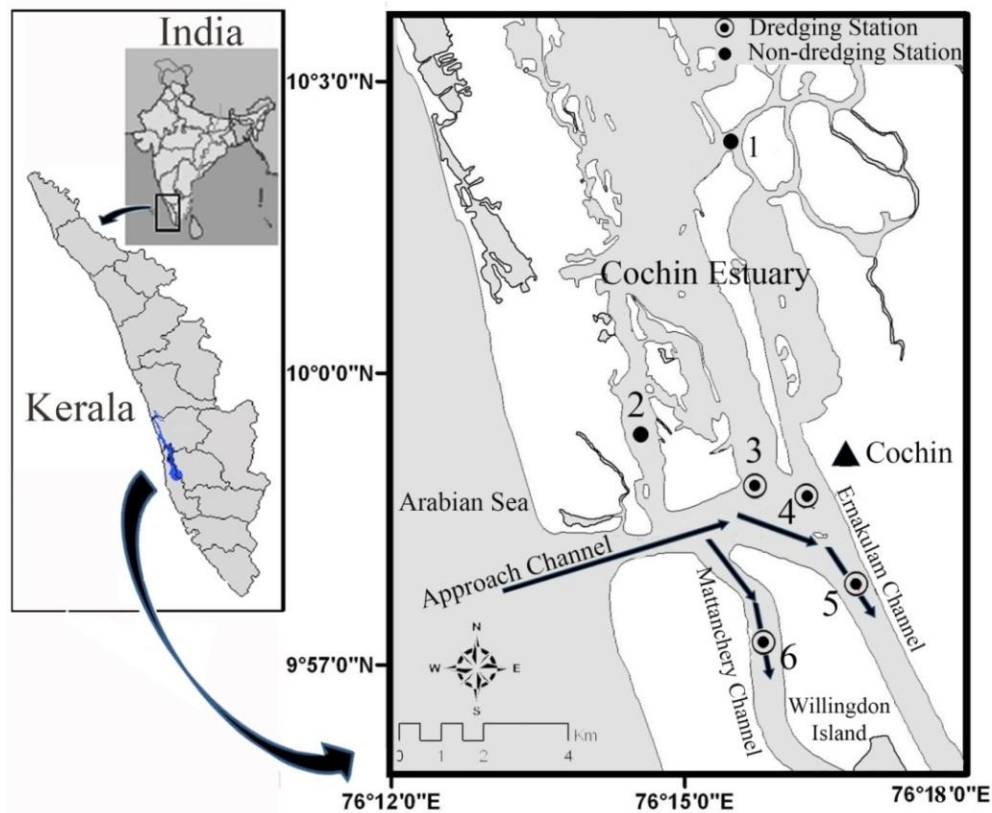 India
Kerala
Dredging Station
Non-dredging Station
10°3'0"N
10°0'0"N
9°57'0"N
1
Cochin Estuary
2
3
Cochin
4
Arabian Sea
Approach Channel
Ernakulam Channel
5
Mattanchery Channel
6
Willingdon
Island
N
W E
S
Km
0 1 2 4
76°12'0"E
76°15'0"E
76°18'0"E